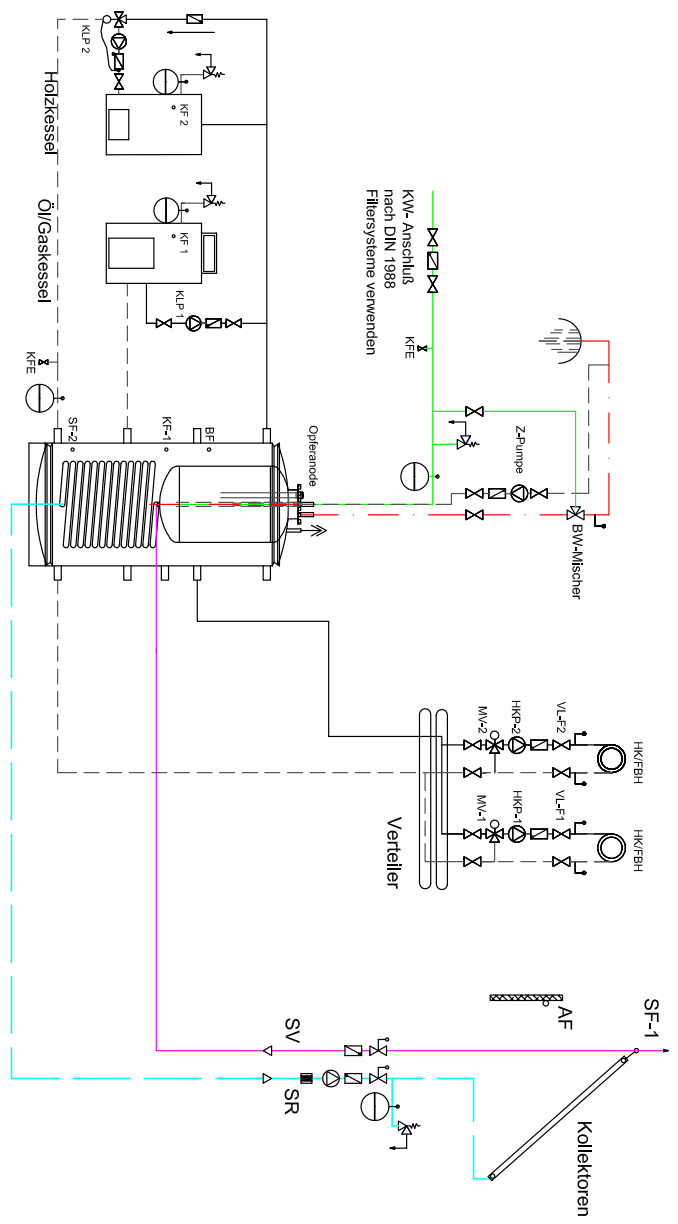 KLP 2
KF 2
Holzkessel
KF 1
KLP 1
Öl/Gaskessel
KFE
KW- Anschluß
nach DIN 1988
Filtersysteme verwenden
KFE
Z-Pumpe
BW-Mischer
Opferanode
BF
KF-1
SF-2
HK/FBH
VL-F2
HKP-2
MV-2
HK/FBH
VL-F1
HKP-1
MV-1
Verteiler
AF
SF-1
Kollektoren
SV
SR